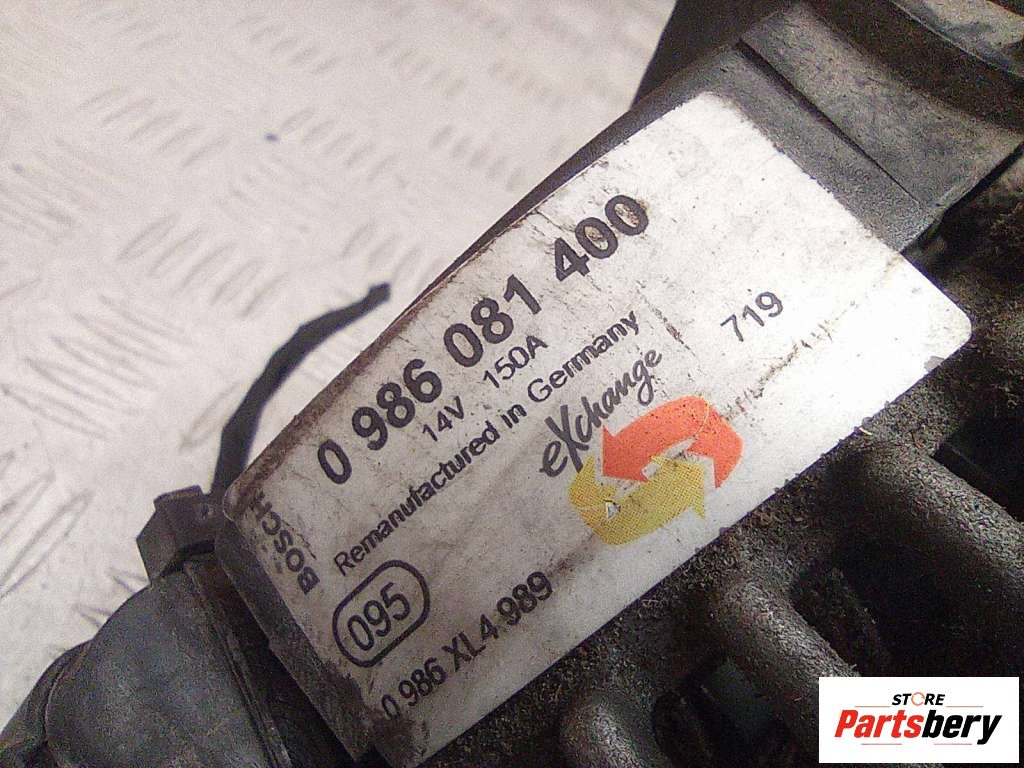 BOSCH
0 986 081 400
14V 150A
Remanufactured in Germany
eXchange
719
095
0 986 XL4 989
STORE
Partsbery